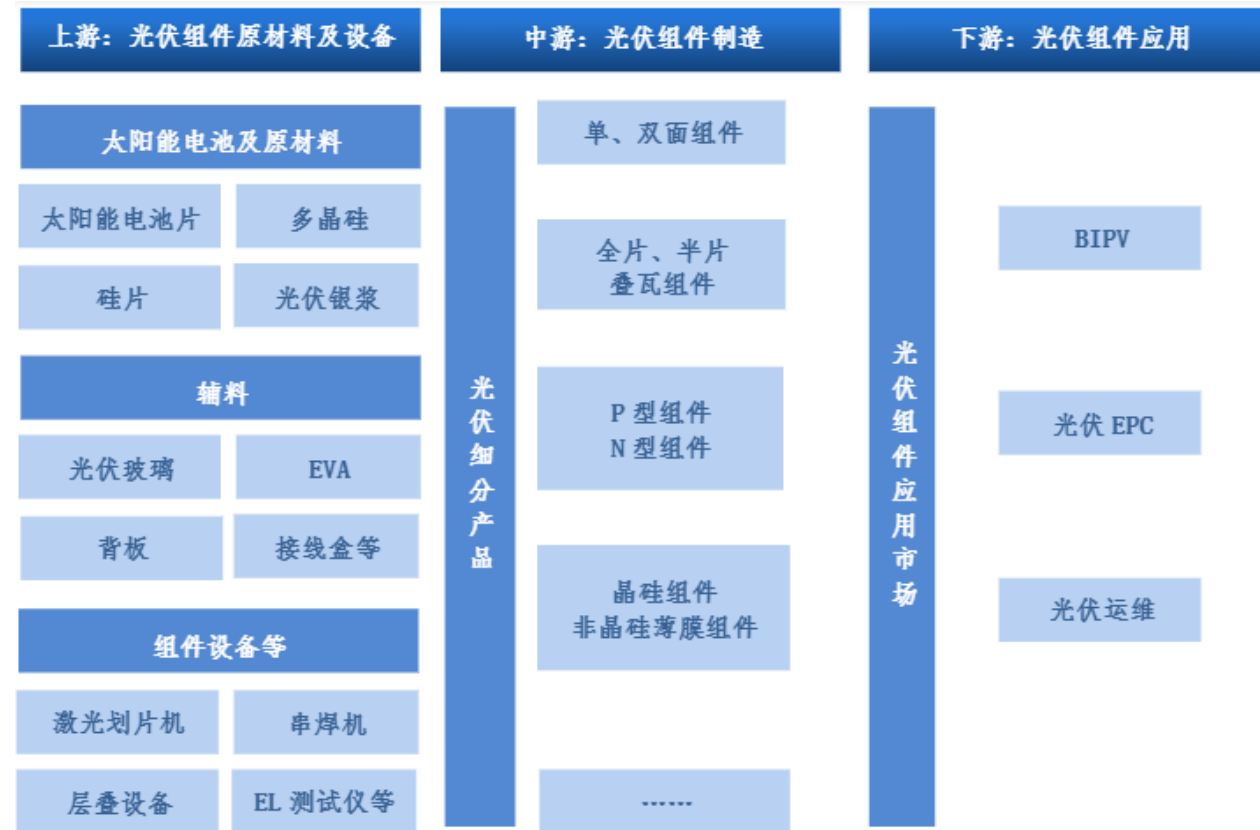 上游：光伏组件原材料及设备
太阳能电池及原材料
太阳能电池片
多晶硅
硅片
光伏银浆
辅料
光伏玻璃
EVA
背板
接线盒等
组件设备等
激光划片机
串焊机
层叠设备
EL 测试仪等
中游：光伏组件制造
光伏细分产品
单、双面组件
全片、半片
叠瓦组件
P 型组件
N 型组件
晶硅组件
非晶硅薄膜组件
……
下游：光伏组件应用
光伏组件应用市场
BIPV
光伏 EPC
光伏运维